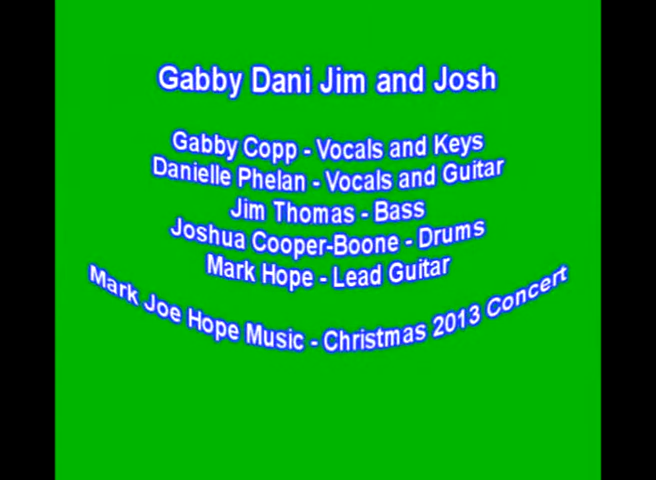 Gabby Dani Jim and Josh
Gabby Copp - Vocals and Keys
Danielle Phelan - Vocals and Guitar
Jim Thomas - Bass
Joshua Cooper-Boone - Drums
Mark Hope - Lead Guitar
Mark Joe Hope Music - Christmas 2013 Concert